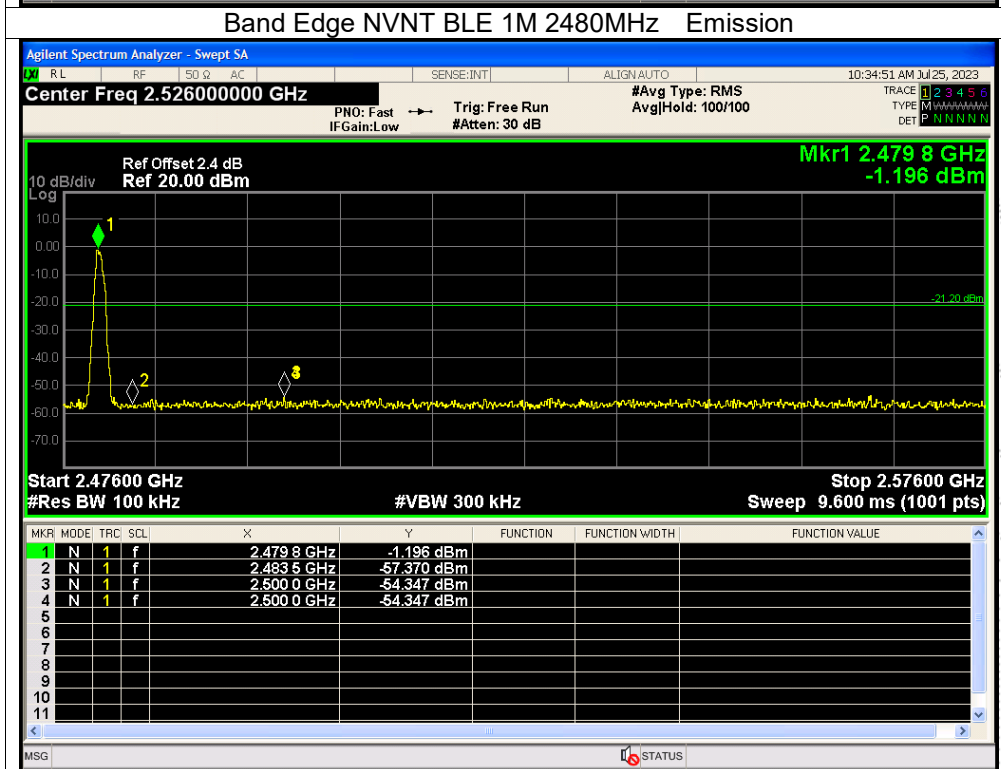 Band Edge NVNT BLE 1M 2480MHz Emission
Agilent Spectrum Analyzer - Swept SA
LXI RL RF 50 Ω AC SENSE:INT ALIGN AUTO 10:34:51 AM Jul 25, 2023
Center Freq 2.526000000 GHz #Avg Type: RMS TRACE 1 2 3 4 5 6
PNO: Fast Trig: Free Run Avg|Hold: 100/100 TYPE M WWWWW
IFGain:Low #Atten: 30 dB DET P N N N N N
Mkr1 2.479 8 GHz
Ref Offset 2.4 dB
10 dB/div Ref 20.00 dBm -1.196 dBm
Log
10.0
1
0.00
-10.0
-20.0 -21.20 dBm
-30.0
-40.0
-50.0 2
-60.0
-70.0
Start 2.47600 GHz Stop 2.57600 GHz
#Res BW 100 kHz #VBW 300 kHz Sweep 9.600 ms (1001 pts)
MKR MODE TRC SCL X Y FUNCTION FUNCTION WIDTH FUNCTION VALUE
1 N 1 f 2.479 8 GHz -1.196 dBm
2 N 1 f 2.483 5 GHz -57.370 dBm
3 N 1 f 2.500 0 GHz -54.347 dBm
4 N 1 f 2.500 0 GHz -54.347 dBm
5
6
7
8
9
10
11
MSG STATUS